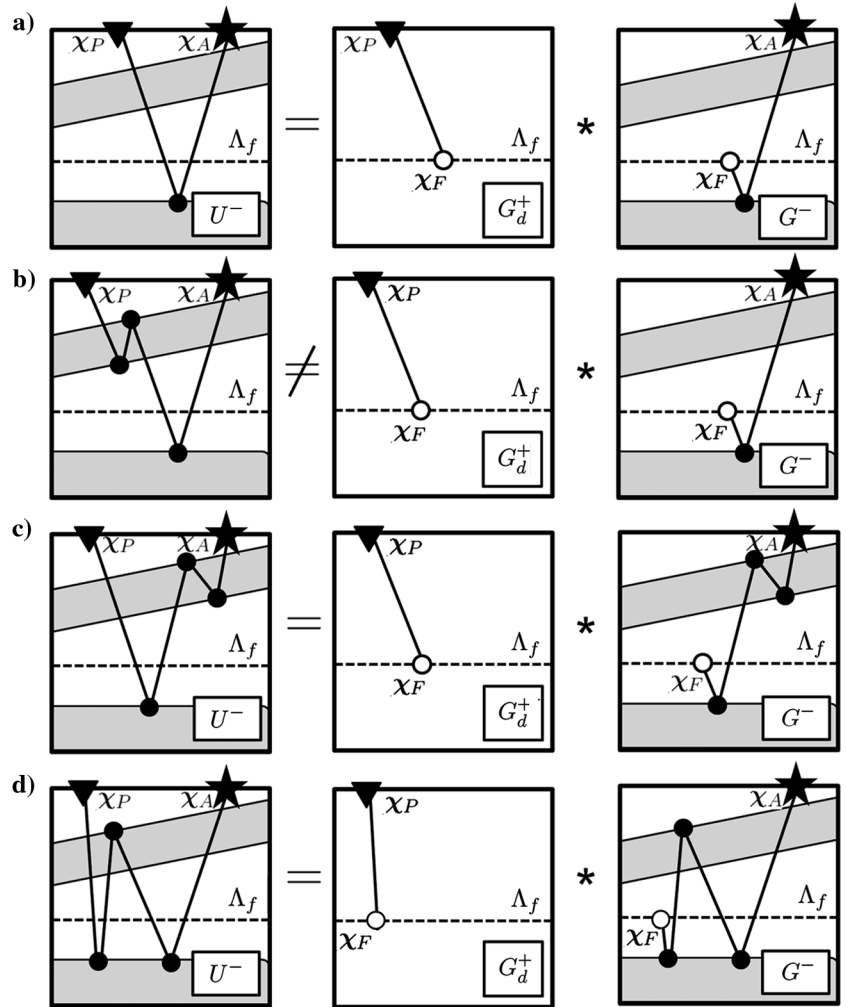 a)
χP χA χP χA
Λf = Λf * Λf
χF χF
U− G+d G−
b)
χP χA χP χA
Λf ≠ Λf * Λf
χF χF
G+d G−
c)
χP χA χP χA
Λf = Λf * Λf
χF χF
U− G+d G−
d)
χP χA χP χA
Λf = Λf * Λf
χF χF
U− G+d G−